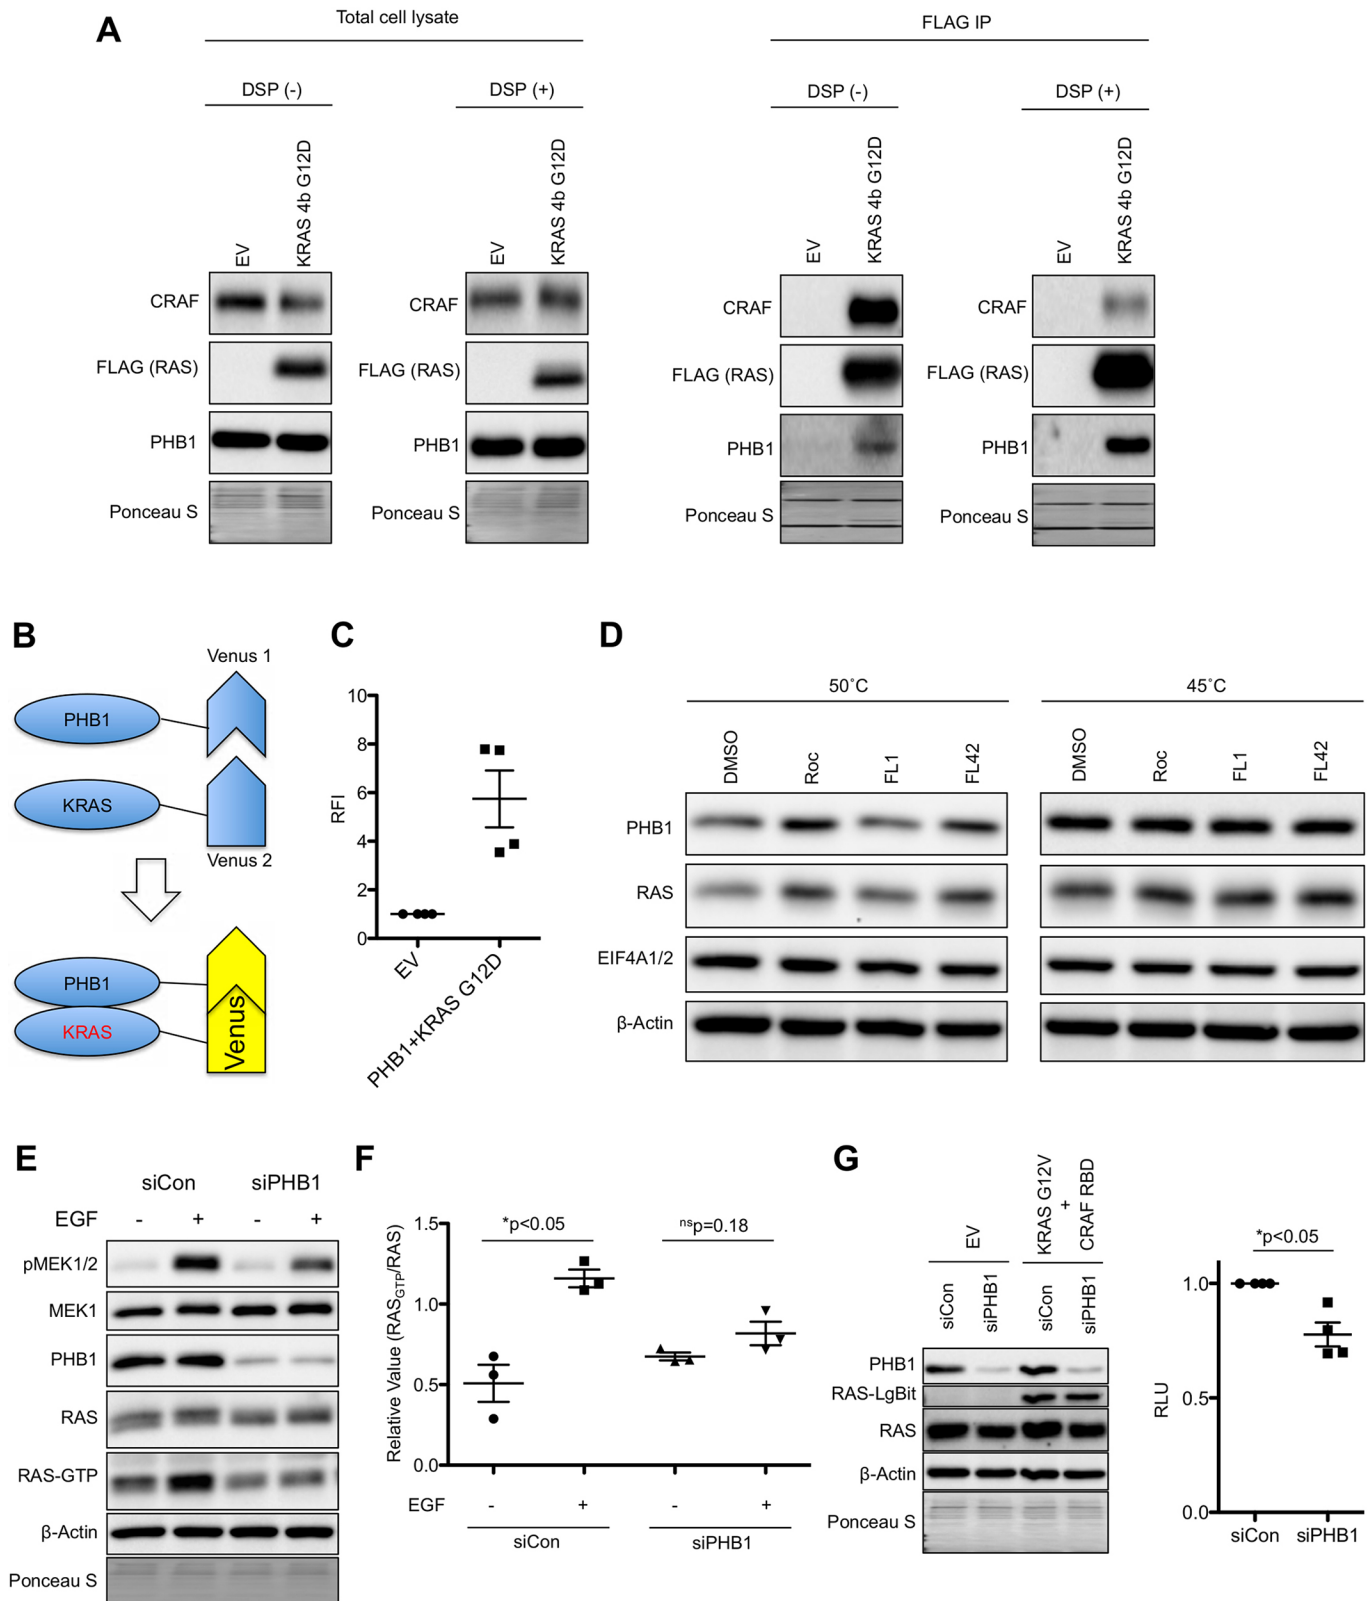 A
Total cell lysate
FLAG IP
DSP (-)
DSP (+)
DSP (-)
DSP (+)
EV
KRAS 4b G12D
EV
KRAS 4b G12D
EV
KRAS 4b G12D
EV
KRAS 4b G12D
CRAF
CRAF
CRAF
CRAF
FLAG (RAS)
FLAG (RAS)
FLAG (RAS)
FLAG (RAS)
PHB1
PHB1
PHB1
PHB1
Ponceau S
Ponceau S
Ponceau S
Ponceau S
B
Venus 1
PHB1
KRAS
Venus 2
PHB1
KRAS
Venus
C
RFI
10
8
6
4
2
0
EV
PHB1+KRAS G12D
D
50˚C
45˚C
DMSO
Roc
FL1
FL42
DMSO
Roc
FL1
FL42
PHB1
RAS
EIF4A1/2
β-Actin
E
siCon
siPHB1
EGF - + - +
pMEK1/2
MEK1
PHB1
RAS
RAS-GTP
β-Actin
Ponceau S
F
Relative Value (RASGTP/RAS)
1.5
1.0
0.5
0.0
*p<0.05
nsp=0.18
EGF - + - +
siCon
siPHB1
G
EV
KRAS G12V
+
CRAF RBD
siCon
siPHB1
siCon
siPHB1
PHB1
RAS-LgBit
RAS
β-Actin
Ponceau S
*p<0.05
RLU
1.0
0.5
0.0
siCon
siPHB1